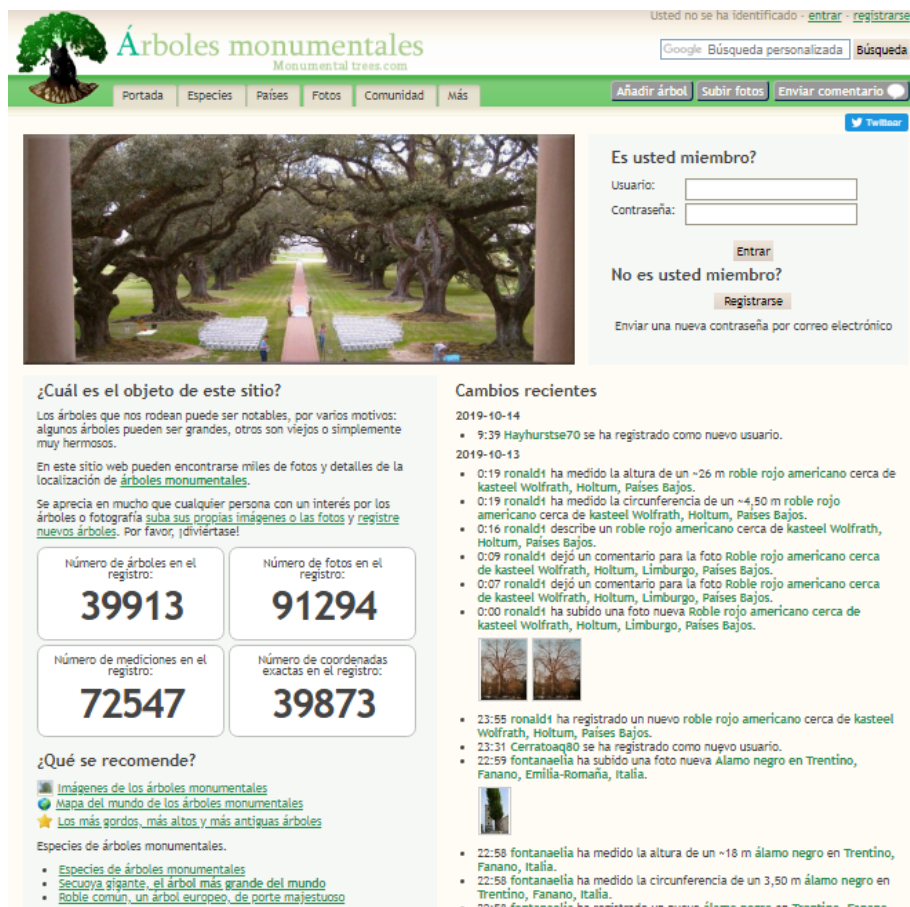 Usted no se ha identificado - entrar - registrarse
Árboles monumentales
Monumental trees.com
Google Búsqueda personalizada Búsqueda
Portada Especies Países Fotos Comunidad Más
Añadir árbol Subir fotos Enviar comentario
Twittear
Es usted miembro?
Usuario:
Contraseña:
Entrar
No es usted miembro?
Registrarse
Enviar una nueva contraseña por correo electrónico
¿Cuál es el objeto de este sitio?
Los árboles que nos rodean puede ser notables, por varios motivos:
algunos árboles pueden ser grandes, otros son viejos o simplemente
muy hermosos.
En este sitio web pueden encontrarse miles de fotos y detalles de la
localización de árboles monumentales.
Se aprecia en mucho que cualquier persona con un interés por los
árboles o fotografía suba sus propias imágenes o las fotos y registre
nuevos árboles. Por favor, ¡diviértase!
Número de árboles en el
registro:
39913
Número de fotos en el
registro:
91294
Número de mediciones en el
registro:
72547
Número de coordenadas
exactas en el registro:
39873
¿Qué se recomende?
Imágenes de los árboles monumentales
Mapa del mundo de los árboles monumentales
Los más gordos, más altos y más antiguas árboles
Especies de árboles monumentales.
Especies de árboles monumentales
Secuoya gigante, el árbol más grande del mundo
Roble común, un árbol europeo, de porte majestuoso
Cambios recientes
2019-10-14
9:39 Hayhurstse70 se ha registrado como nuevo usuario.
2019-10-13
0:19 ronald1 ha medido la altura de un ~26 m roble rojo americano cerca de
kasteel Wolfrath, Holtum, Países Bajos.
0:19 ronald1 ha medido la circunferencia de un ~4,50 m roble rojo
americano cerca de kasteel Wolfrath, Holtum, Países Bajos.
0:16 ronald1 describe un roble rojo americano cerca de kasteel Wolfrath,
Holtum, Países Bajos.
0:09 ronald1 dejó un comentario para la foto Roble rojo americano cerca
de kasteel Wolfrath, Holtum, Limburgo, Países Bajos.
0:07 ronald1 dejó un comentario para la foto Roble rojo americano cerca
de kasteel Wolfrath, Holtum, Limburgo, Países Bajos.
0:00 ronald1 ha subido una foto nueva Roble rojo americano cerca de
kasteel Wolfrath, Holtum, Limburgo, Países Bajos.
23:55 ronald1 ha registrado un nuevo roble rojo americano cerca de kasteel
Wolfrath, Holtum, Países Bajos.
23:31 Cerratoaq80 se ha registrado como nuevo usuario.
22:59 fontanaelia ha subido una foto nueva Álamo negro en Trentino,
Fanano, Emilia-Romaña, Italia.
22:58 fontanaelia ha medido la altura de un ~18 m álamo negro en Trentino,
Fanano, Italia.
22:58 fontanaelia ha medido la circunferencia de un 3,50 m álamo negro en
Trentino, Fanano, Italia.